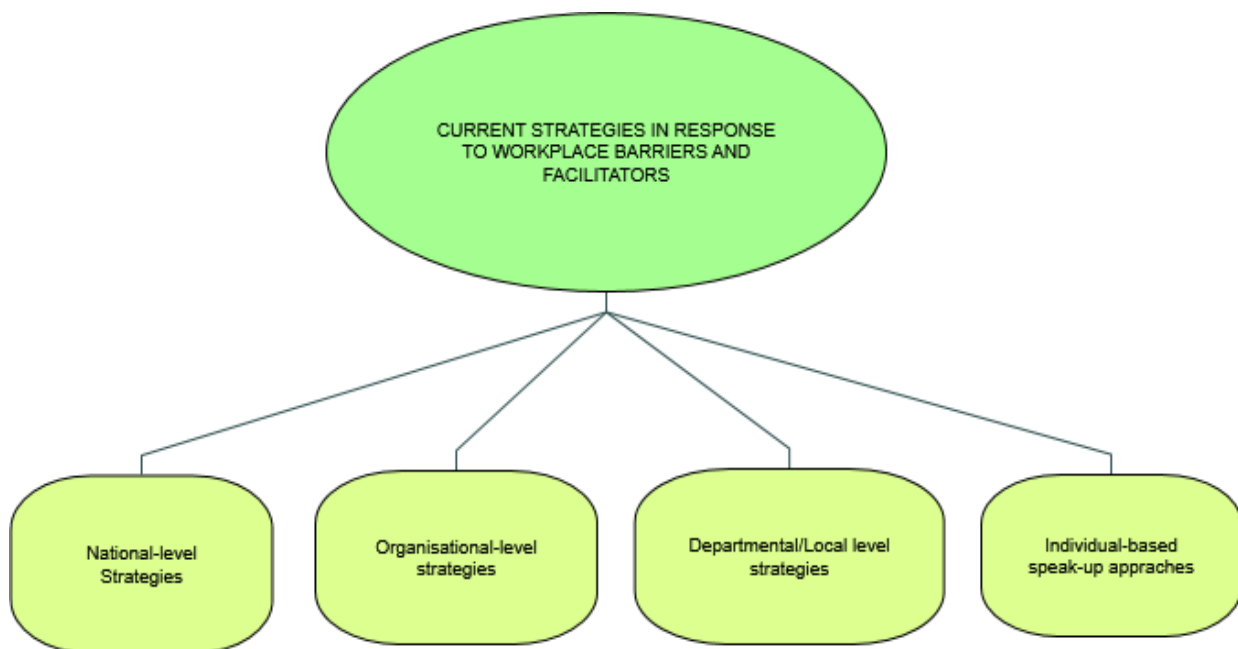 CURRENT STRATEGIES IN RESPONSE
TO WORKPLACE BARRIERS AND
FACILITATORS
National-level
Strategies
Organisational-level
strategies
Departmental/Local level
strategies
Individual-based
speak-up appraches